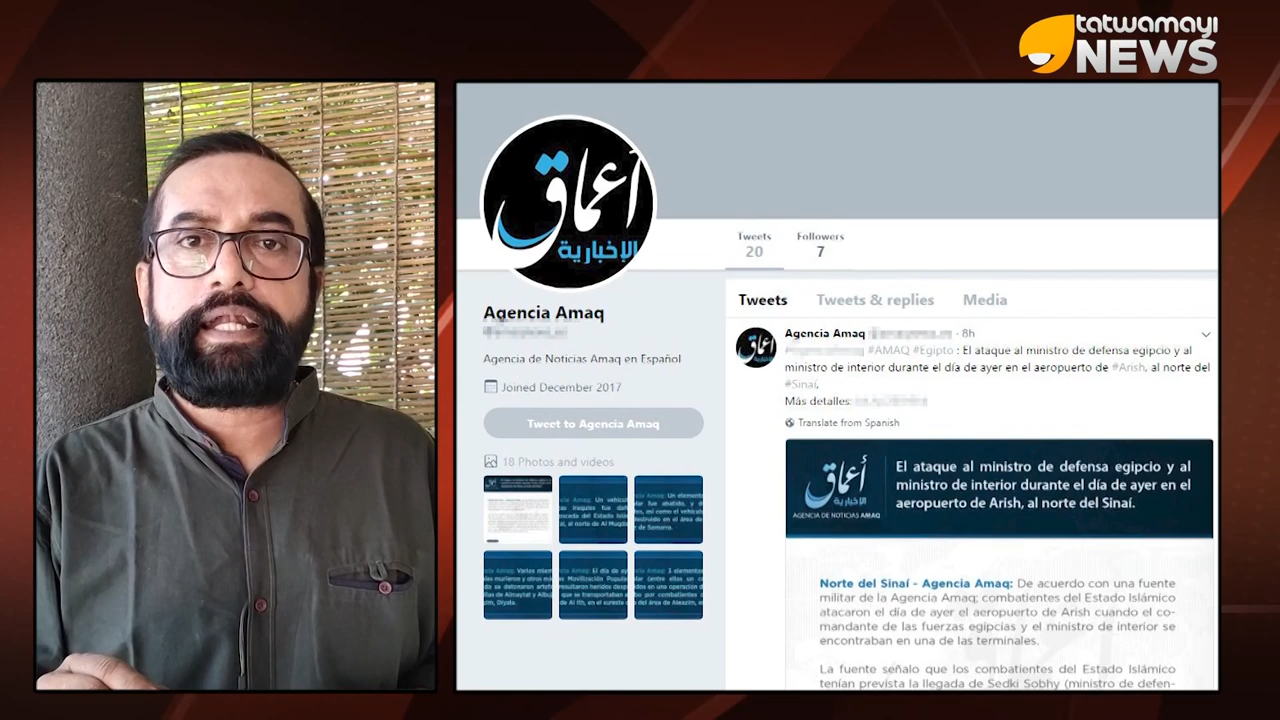 tatwamayi
NEWS
أعماق
الإخبارية
Tweets
20
Followers
7
Agencia Amaq
Agencia de Noticias Amaq en Español
Joined December 2017
Tweet to Agencia Amaq
18 Photos and videos
Tweets
Tweets & replies
Media
Agencia Amaq · 8h
#AMAQ #Egipto : El ataque al ministro de defensa egipcio y al
ministro de interior durante el día de ayer en el aeropuerto de #Arish, al norte del
#Sinaí.
Más detalles:
Translate from Spanish
أعماق
الإخبارية
AGENCIA DE NOTICIAS AMAQ
El ataque al ministro de defensa egipcio y al
ministro de interior durante el día de ayer en el
aeropuerto de Arish, al norte del Sinaí.
Norte del Sinaí - Agencia Amaq: De acuerdo con una fuente
militar de la Agencia Amaq; combatientes del Estado Islámico
atacaron el día de ayer el aeropuerto de Arish cuando el co-
mandante de las fuerzas egipcias y el ministro de interior se
encontraban en una de las terminales.
La fuente señalo que los combatientes del Estado Islámico
tenían prevista la llegada de Sedki Sobhy (ministro de defen-